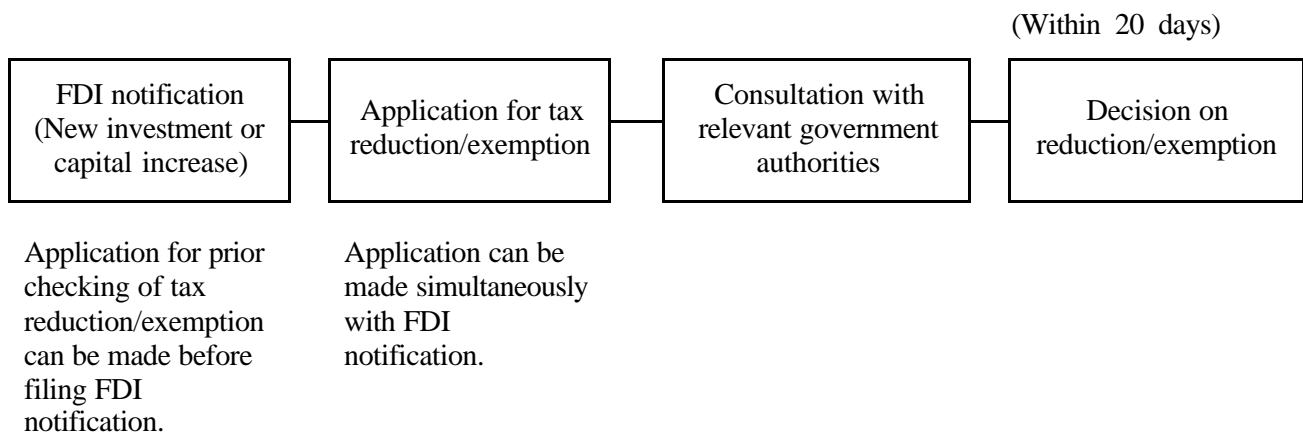 (Within 20 days)
FDI notification
(New investment or
capital increase)
Application for tax
reduction/exemption
Consultation with
relevant government
authorities
Decision on
reduction/exemption
Application for prior
checking of tax
reduction/exemption
can be made before
filing FDI
notification.
Application can be
made simultaneously
with FDI
notification.